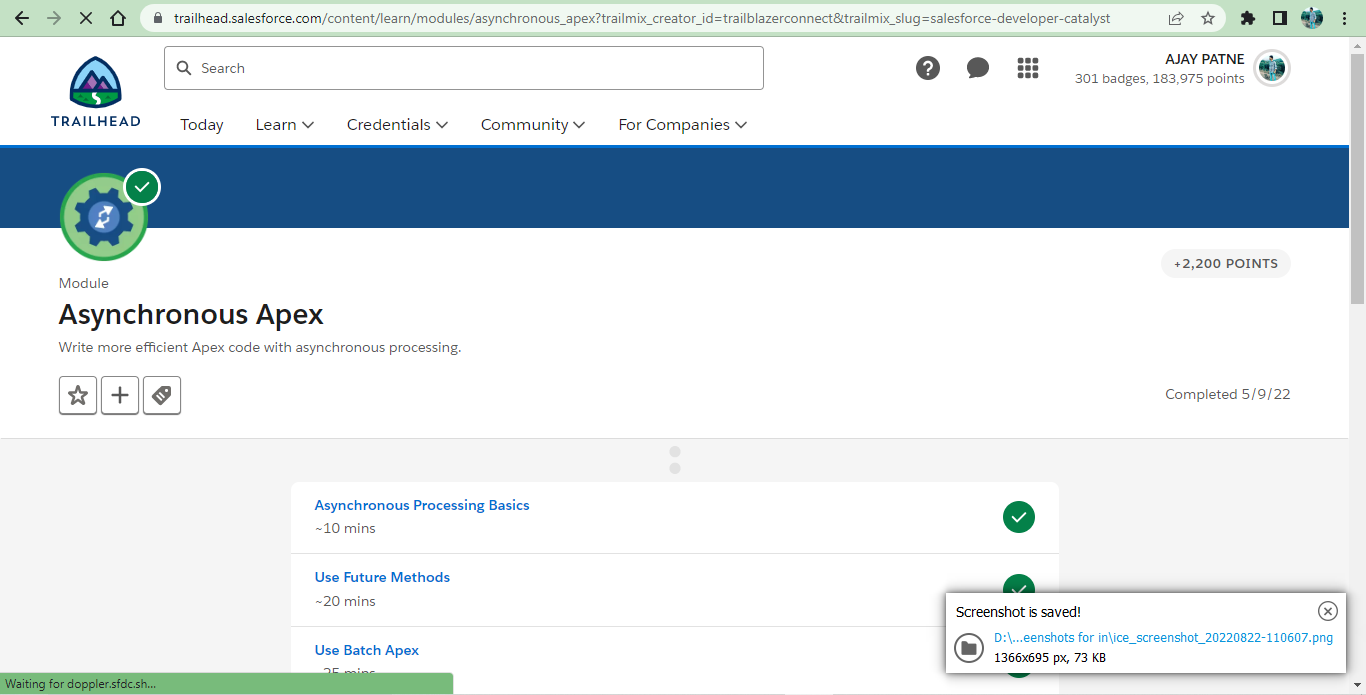 trailhead.salesforce.com/content/learn/modules/asynchronous_apex?trailmix_creator_id=trailblazerconnect&trailmix_slug=salesforce-developer-catalyst
TRAILHEAD
Search
AJAY PATNE
301 badges, 183,975 points
Today Learn Credentials Community For Companies
+2,200 POINTS
Module
Asynchronous Apex
Write more efficient Apex code with asynchronous processing.
Completed 5/9/22
Asynchronous Processing Basics
~10 mins
Use Future Methods
~20 mins
Use Batch Apex
~25 mins
Screenshot is saved!
D:\...eenshots for in\ice_screenshot_20220822-110607.png
1366x695 px, 73 KB
Waiting for doppler.sfdc.sh...